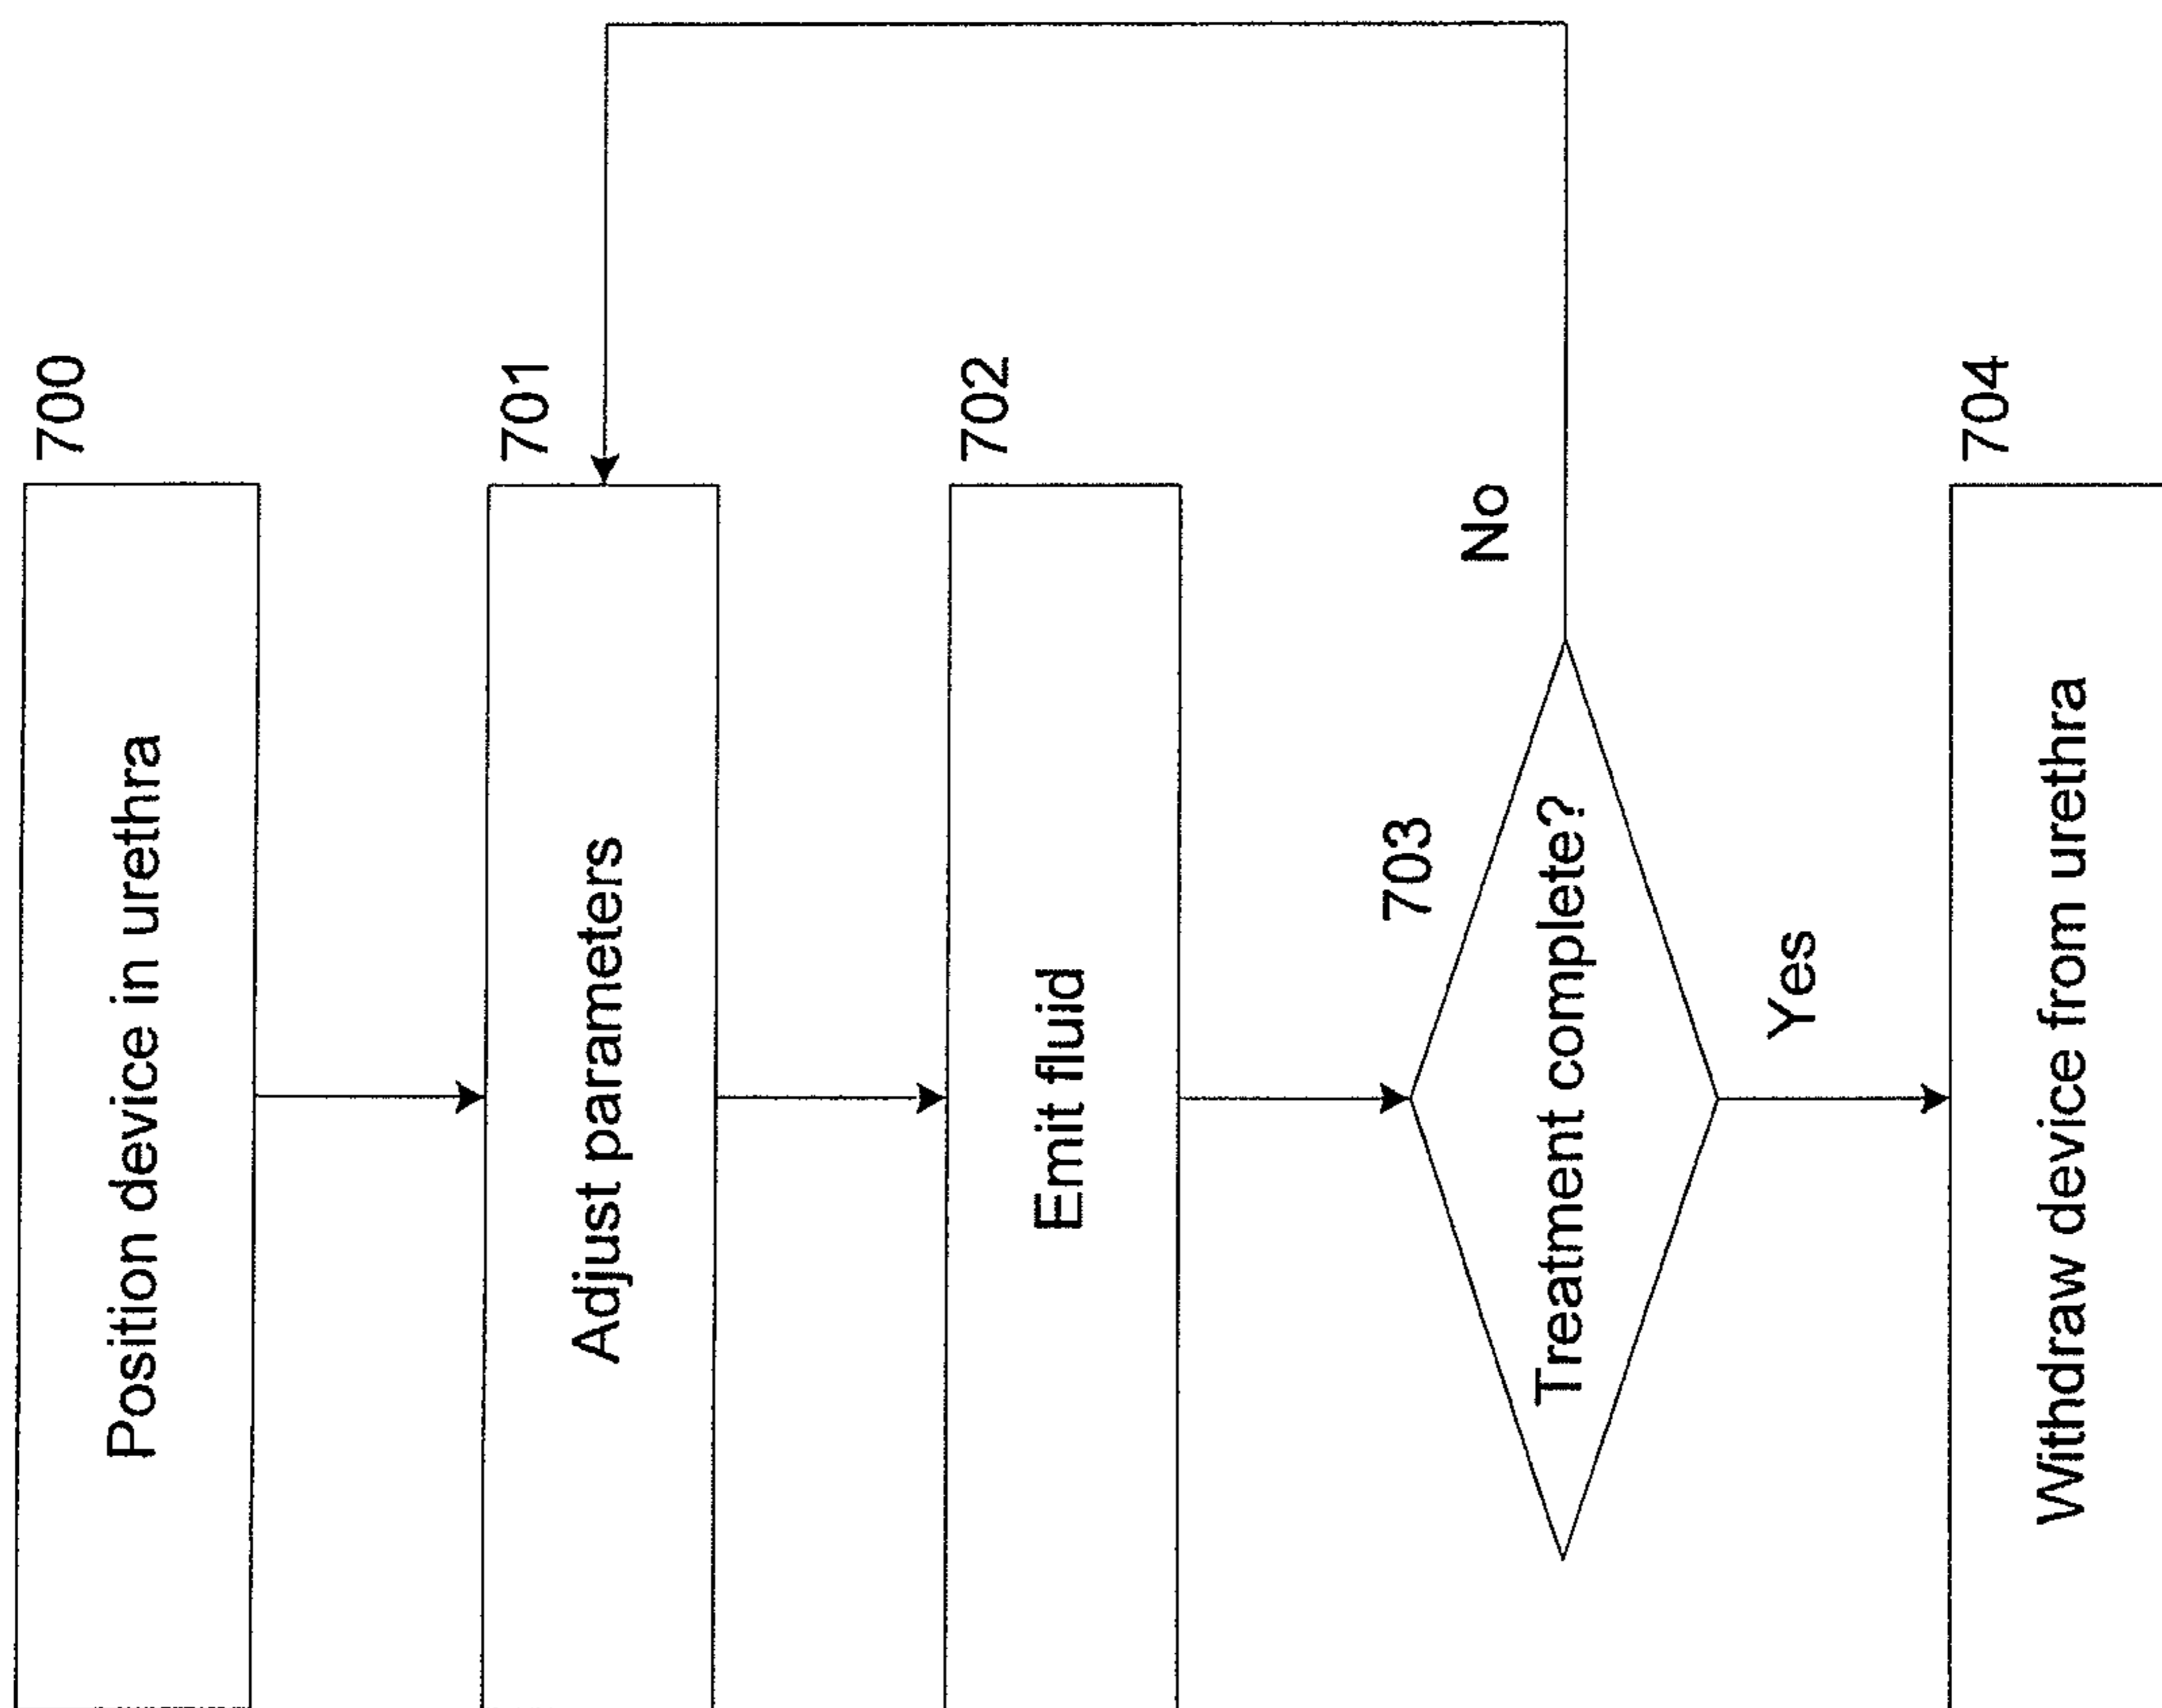 700
Position device in urethra
701
Adjust parameters
702
Emit fluid
703
Treatment complete?
No
Yes
704
Withdraw device from urethra